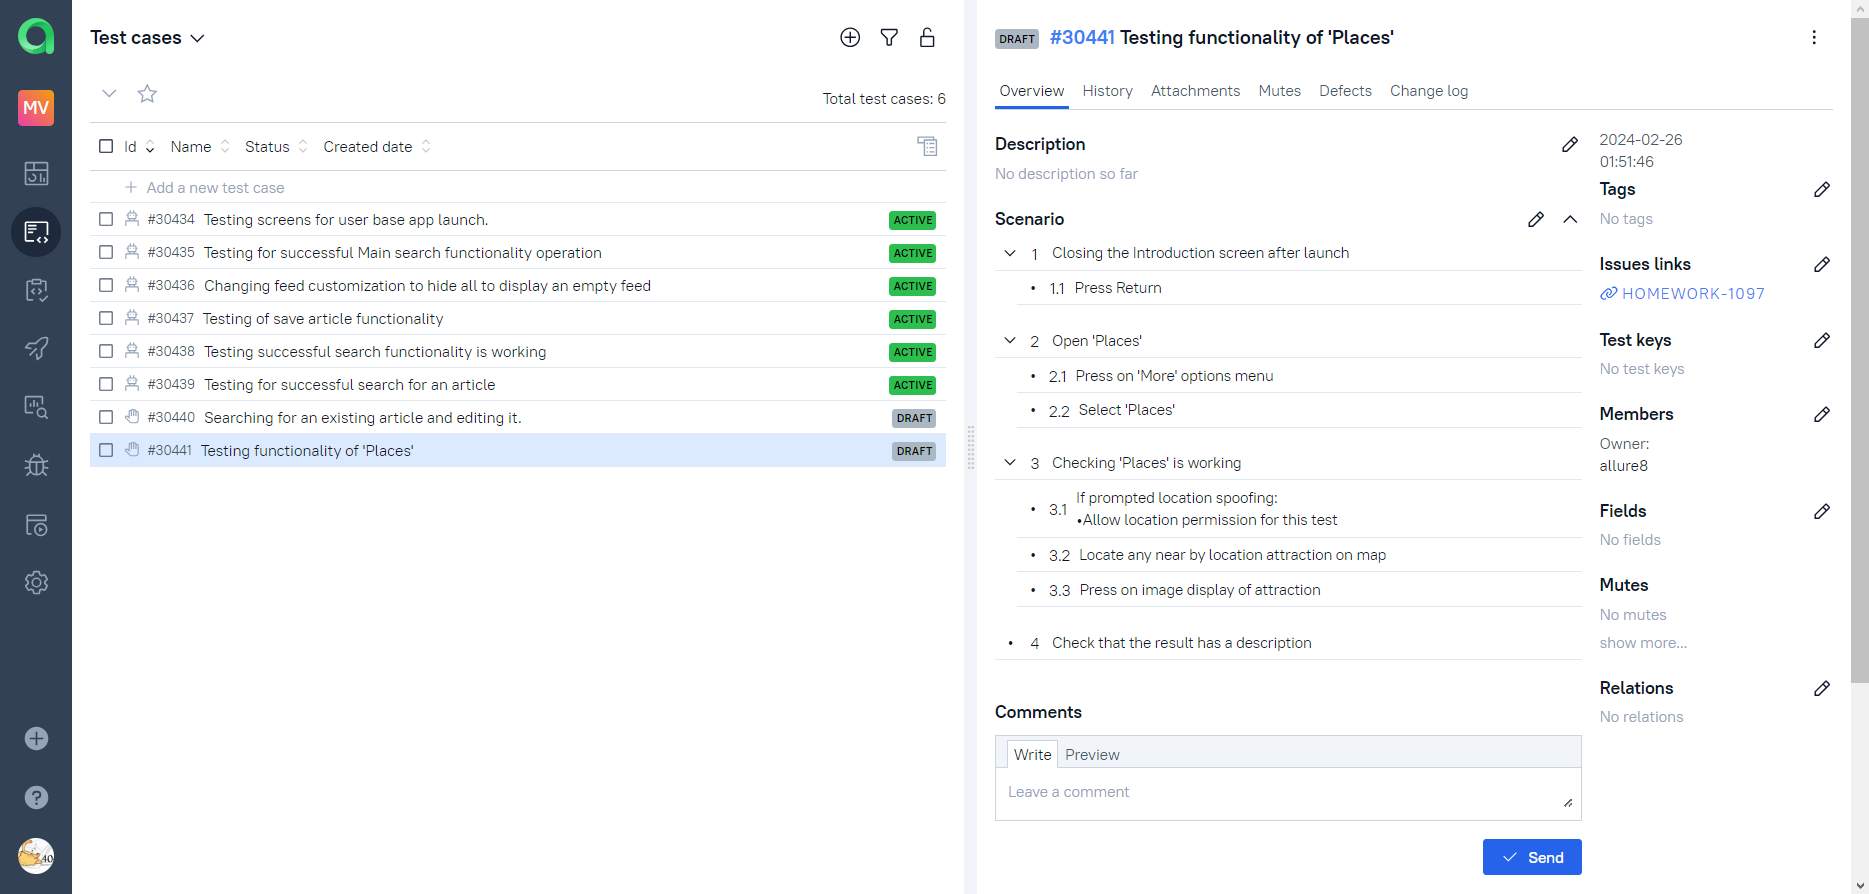 MV
Test cases
Total test cases: 6
Id Name Status Created date
Add a new test case
#30434 Testing screens for user base app launch. ACTIVE
#30435 Testing for successful Main search functionality operation ACTIVE
#30436 Changing feed customization to hide all to display an empty feed ACTIVE
#30437 Testing of save article functionality ACTIVE
#30438 Testing successful search functionality is working ACTIVE
#30439 Testing for successful search for an article ACTIVE
#30440 Searching for an existing article and editing it. DRAFT
#30441 Testing functionality of 'Places' DRAFT
DRAFT #30441 Testing functionality of 'Places'
Overview History Attachments Mutes Defects Change log
Description
No description so far
Scenario
1 Closing the Introduction screen after launch
• 1.1 Press Return
2 Open 'Places'
• 2.1 Press on 'More' options menu
• 2.2 Select 'Places'
3 Checking 'Places' is working
• 3.1 If prompted location spoofing:
•Allow location permission for this test
• 3.2 Locate any near by location attraction on map
• 3.3 Press on image display of attraction
• 4 Check that the result has a description
Comments
Write Preview
Leave a comment
Send
2024-02-26
01:51:46
Tags
No tags
Issues links
HOMEWORK-1097
Test keys
No test keys
Members
Owner:
allure8
Fields
No fields
Mutes
No mutes
show more...
Relations
No relations
?
40